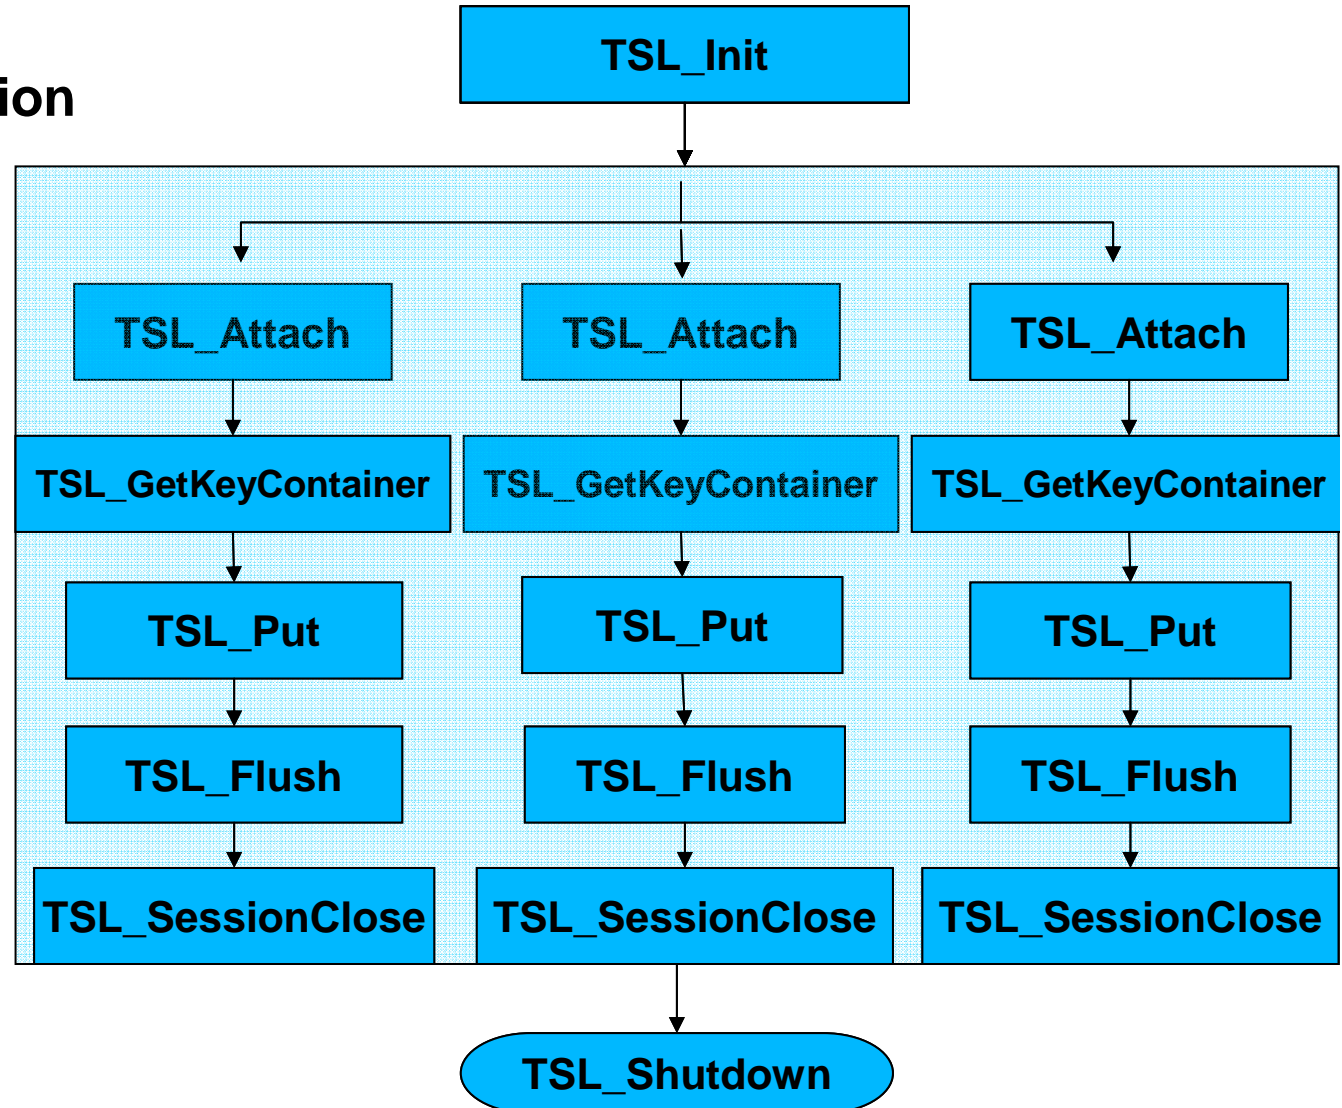 TSL_Init
ion
TSL_Attach TSL_Attach TSL_Attach
TSL_GetKeyContainer TSL_GetKeyContainer TSL_GetKeyContainer
TSL_Put TSL_Put TSL_Put
TSL_Flush TSL_Flush TSL_Flush
TSL_SessionClose TSL_SessionClose TSL_SessionClose
TSL_Shutdown